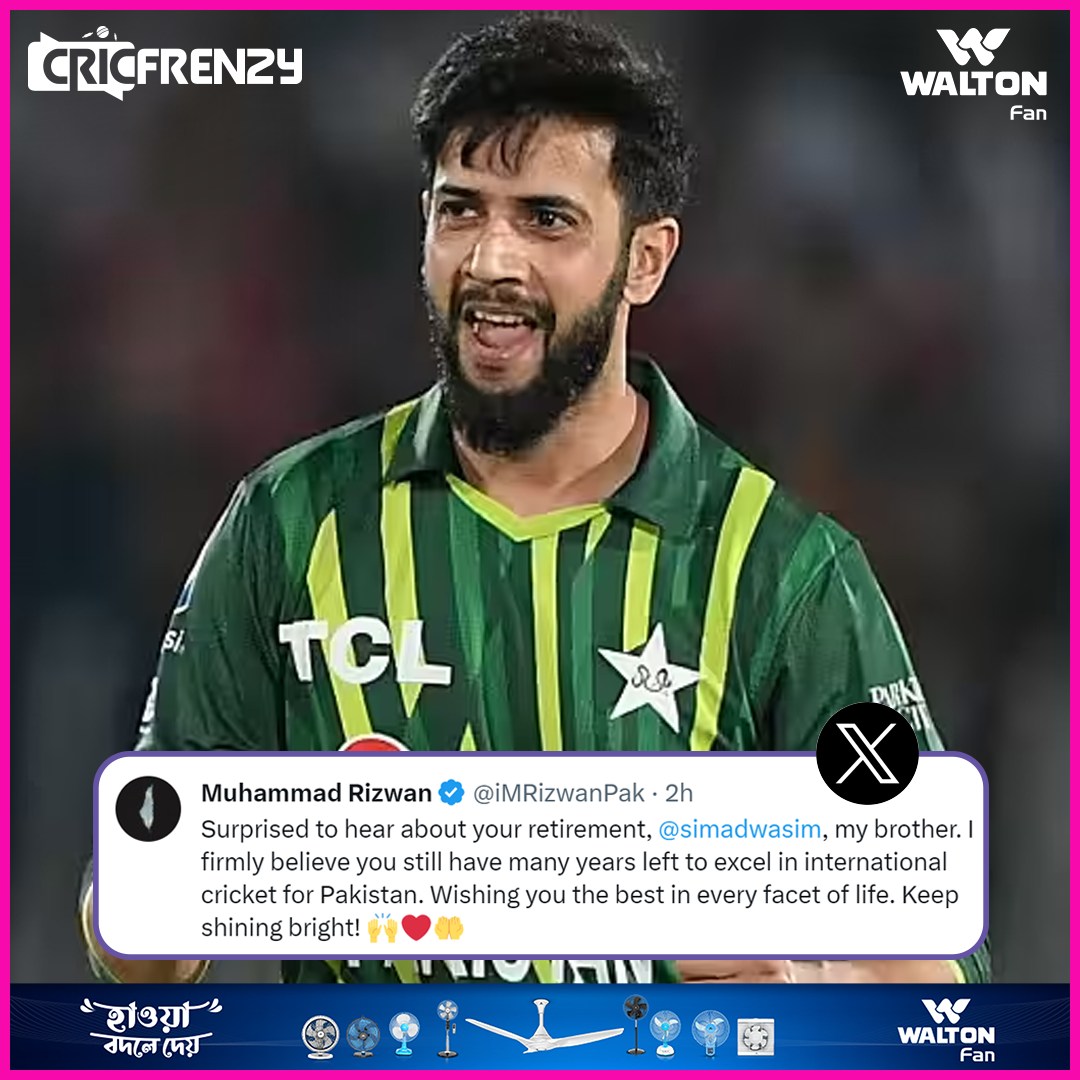 CRICFRENZY
WALTON
Fan
TCL
Muhammad Rizwan @iMRizwanPak · 2h
Surprised to hear about your retirement, @simadwasim, my brother. I
firmly believe you still have many years left to excel in international
cricket for Pakistan. Wishing you the best in every facet of life. Keep
shining bright! 🙌❤️🤲
"হাওয়া"
বদলে দেয়
WALTON
Fan